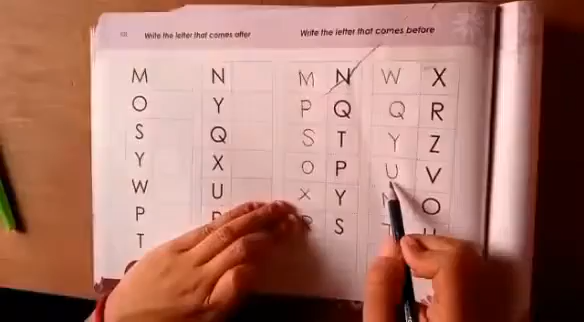 Write the letter that comes after
Write the letter that comes before
M N M N W X
O Y P Q Q R
S Q S T Y Z
Y X O P U V
W U X Y N O
P R S
T